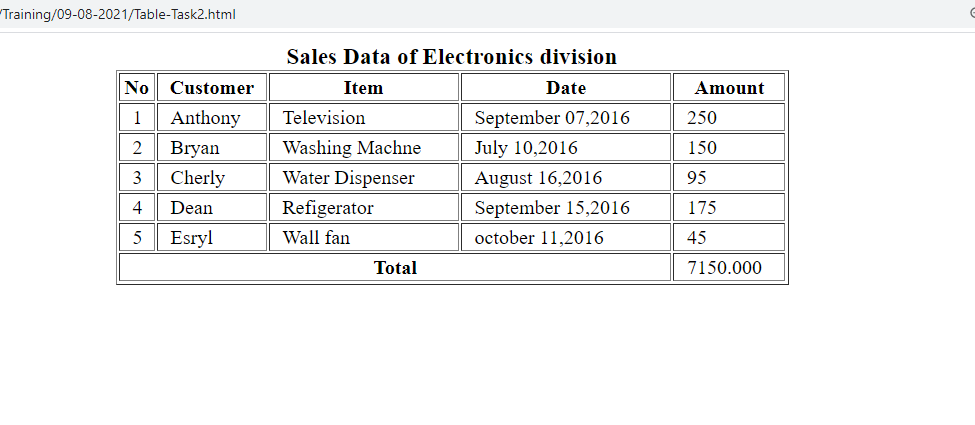 /Training/09-08-2021/Table-Task2.html
Sales Data of Electronics division
No Customer Item Date Amount
1 Anthony Television September 07,2016 250
2 Bryan Washing Machne July 10,2016 150
3 Cherly Water Dispenser August 16,2016 95
4 Dean Refigerator September 15,2016 175
5 Esryl Wall fan october 11,2016 45
Total 7150.000